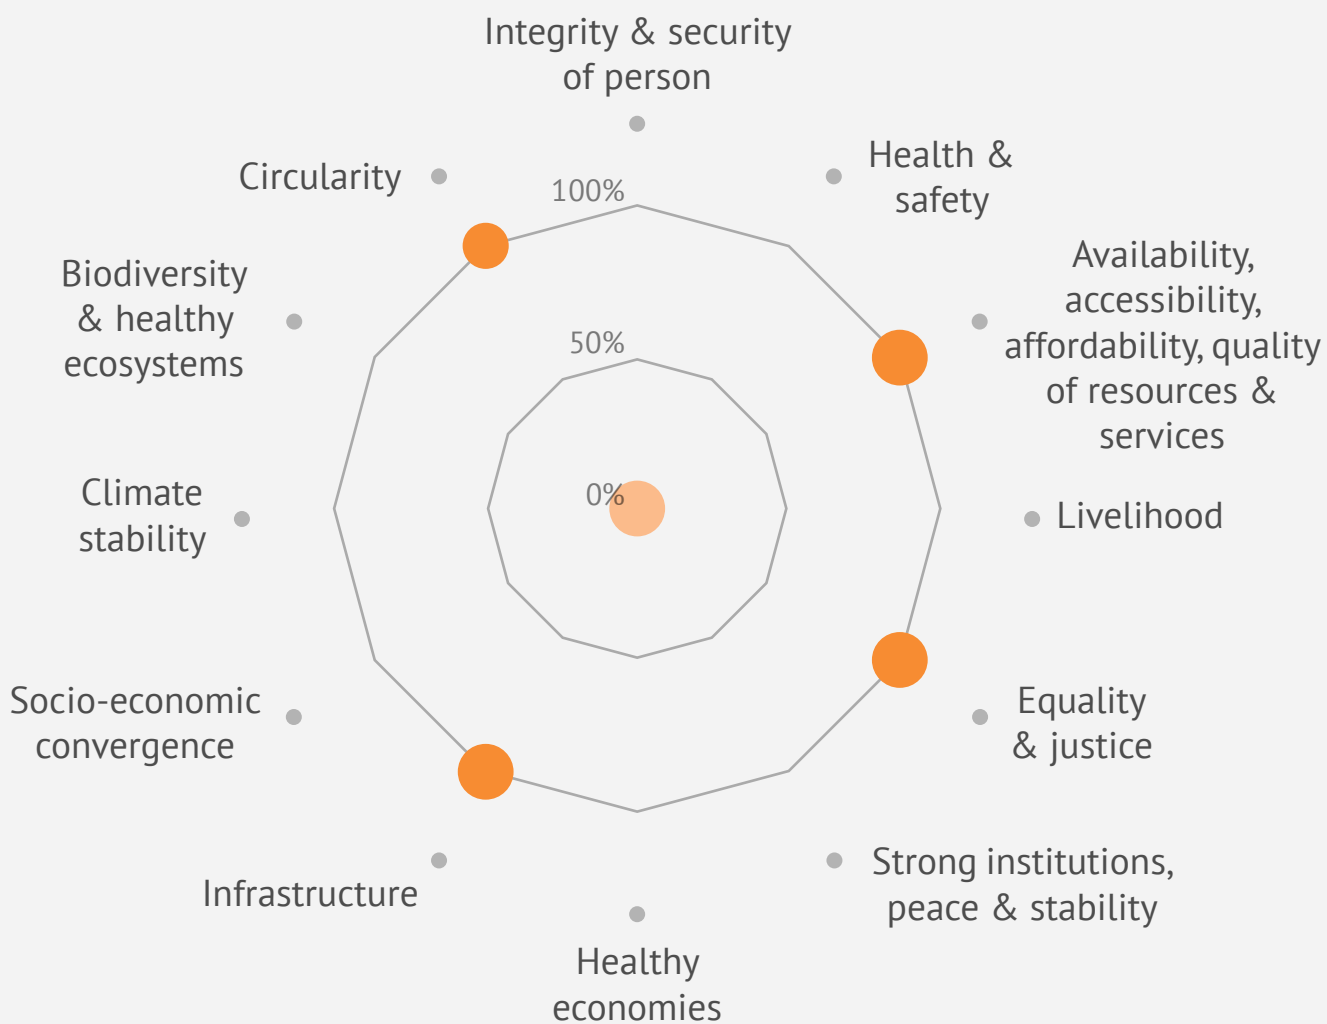 Integrity & security
of person
Health &
safety
Circularity
100%
Availability,
accessibility,
affordability, quality
of resources &
services
Biodiversity
& healthy
ecosystems
50%
Climate
stability
0%
Livelihood
Socio-economic
convergence
Equality
& justice
Infrastructure
Strong institutions,
peace & stability
Healthy
economies